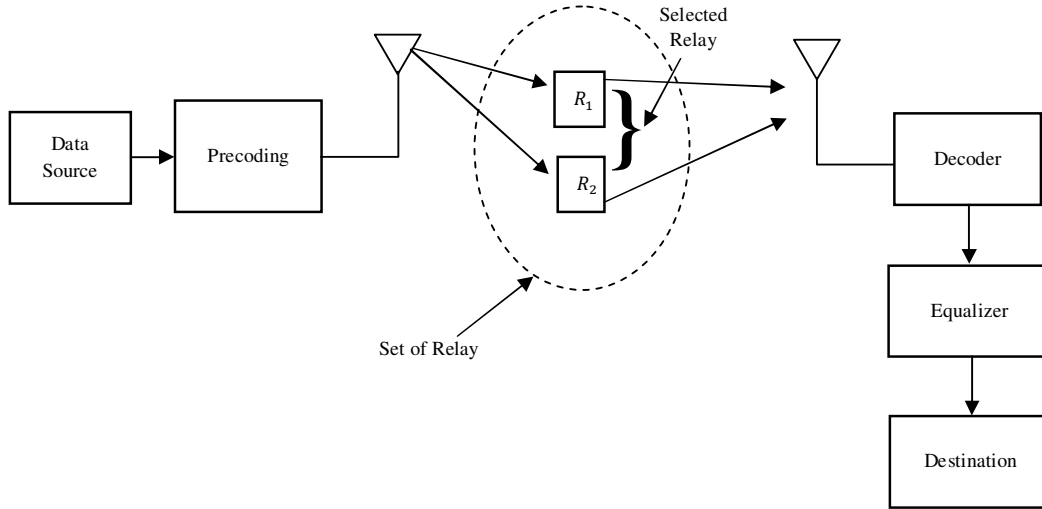 Selected
Relay
R₁
Data
Source
Precoding
Decoder
R₂
Equalizer
Set of Relay
Destination